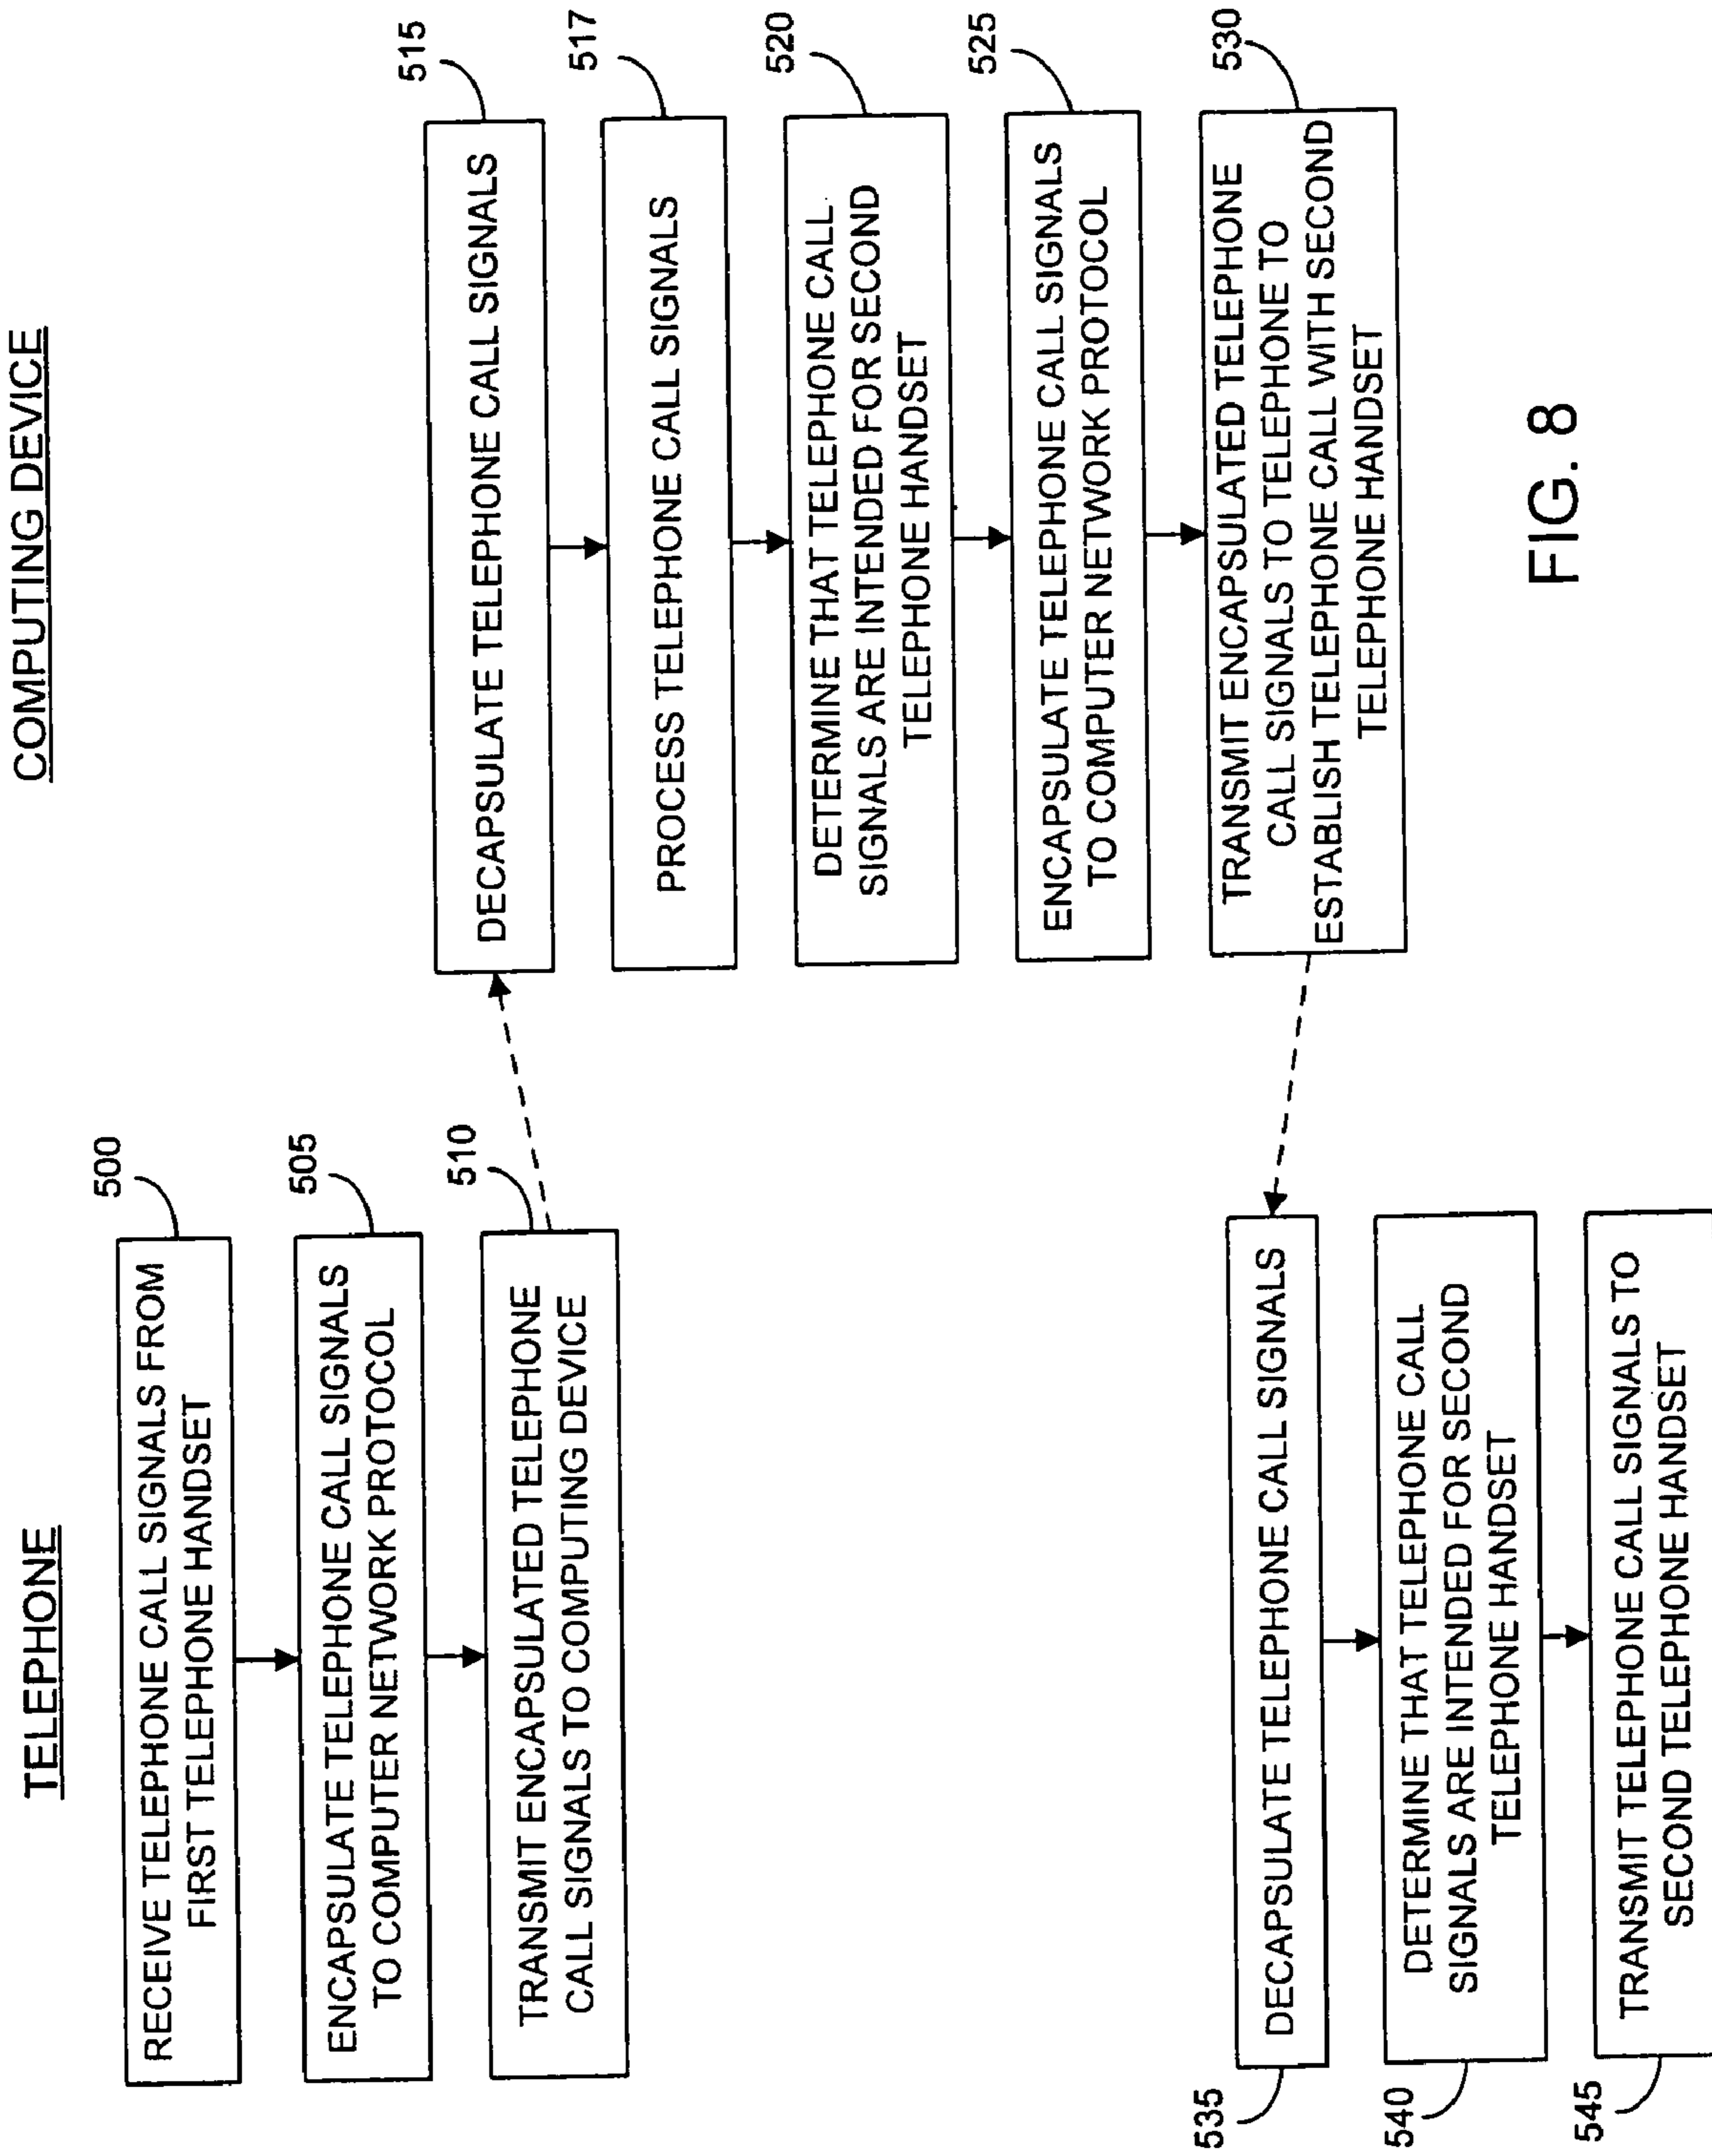 TELEPHONE
COMPUTING DEVICE
500
RECEIVE TELEPHONE CALL SIGNALS FROM
FIRST TELEPHONE HANDSET
505
ENCAPSULATE TELEPHONE CALL SIGNALS
TO COMPUTER NETWORK PROTOCOL
510
TRANSMIT ENCAPSULATED TELEPHONE
CALL SIGNALS TO COMPUTING DEVICE
515
DECAPSULATE TELEPHONE CALL SIGNALS
517
PROCESS TELEPHONE CALL SIGNALS
520
DETERMINE THAT TELEPHONE CALL
SIGNALS ARE INTENDED FOR SECOND
TELEPHONE HANDSET
525
ENCAPSULATE TELEPHONE CALL SIGNALS
TO COMPUTER NETWORK PROTOCOL
530
TRANSMIT ENCAPSULATED TELEPHONE
CALL SIGNALS TO TELEPHONE TO
ESTABLISH TELEPHONE CALL WITH SECOND
TELEPHONE HANDSET
535
DECAPSULATE TELEPHONE CALL SIGNALS
540
DETERMINE THAT TELEPHONE CALL
SIGNALS ARE INTENDED FOR SECOND
TELEPHONE HANDSET
545
TRANSMIT TELEPHONE CALL SIGNALS TO
SECOND TELEPHONE HANDSET
FIG. 8